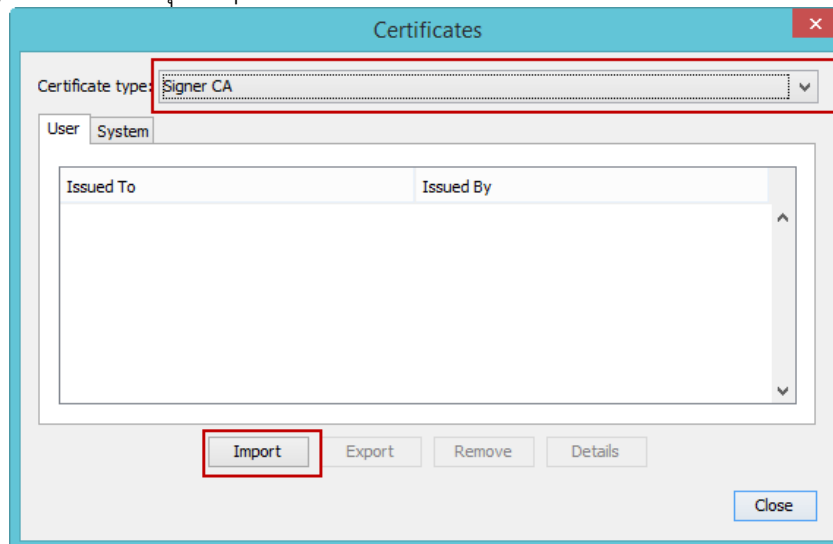 Certificates
Certificate type: Signer CA
User System
Issued To Issued By
Import Export Remove Details
Close